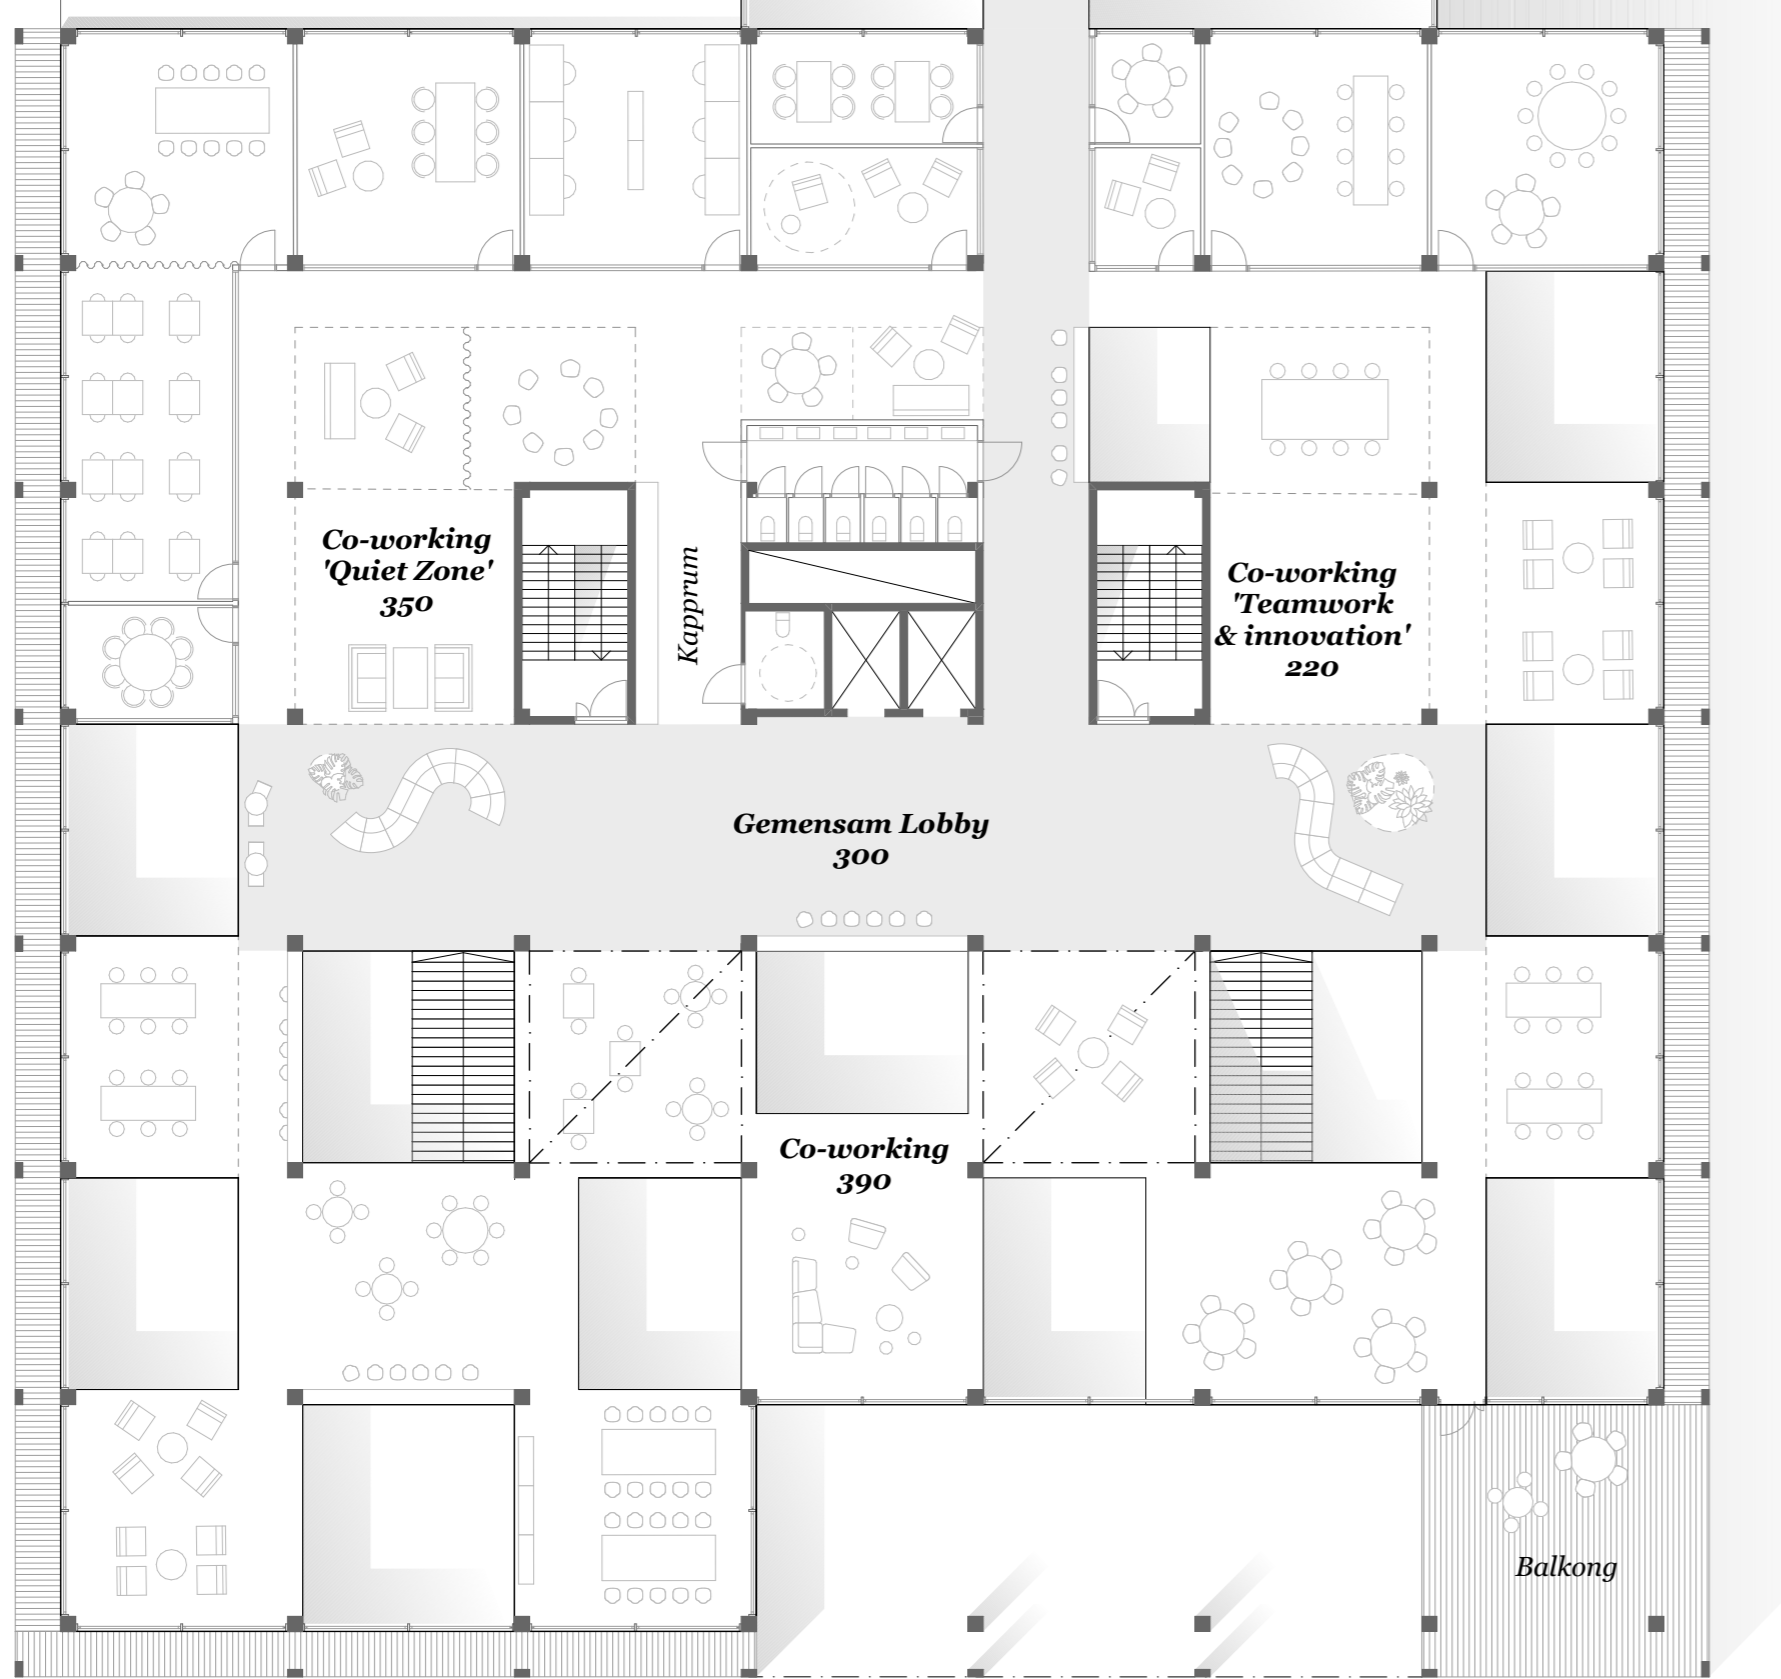 Co-working
'Quiet Zone'
350
Kapprum
Co-working
'Teamwork
& innovation'
220
Gemensam Lobby
300
Co-working
390
Balkong